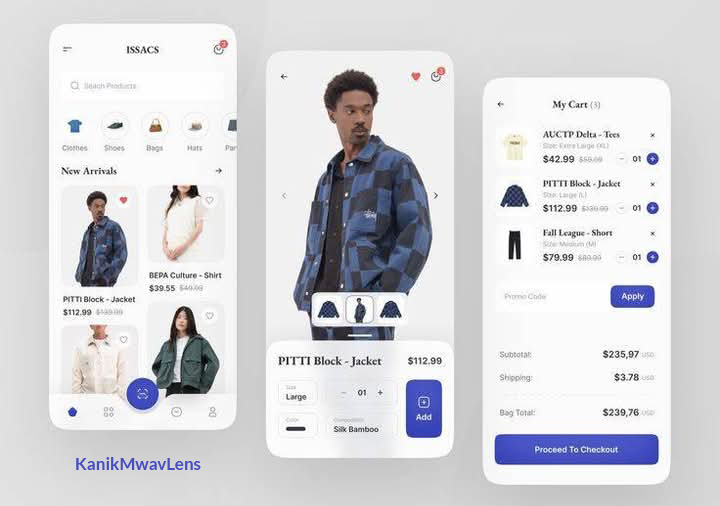 ISSACS
3
Seach Products
Clothes
Shoes
Bags
Hats
Pan
New Arrivals
PITTI Block - Jacket
$112.99 $139.99
BEPA Culture - Shirt
$39.55 $49.99
3
PITTI Block - Jacket
$112.99
Size
Large
− 01 +
Color
Composition
Silk Bamboo
Add
My Cart (3)
AUCTP Delta - Tees
Size: Extra Large (XL)
$42.99 $59.99
− 01 +
PITTI Block - Jacket
Size: Large (L)
$112.99 $139.99
− 01 +
Fall League - Short
Size: Medium (M)
$79.99 $89.99
− 01 +
Promo Code
Apply
Subtotal:
$235,97 USD
Shipping:
$3.78 USD
Bag Total:
$239,76 USD
Proceed To Checkout
KanikMwavLens